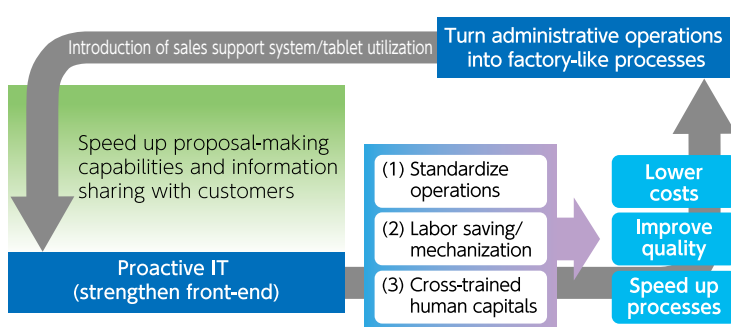 Introduction of sales support system/tablet utilization
Turn administrative operations
into factory-like processes
Speed up proposal-making
capabilities and information
sharing with customers
Proactive IT
(strengthen front-end)
(1) Standardize
operations
(2) Labor saving/
mechanization
(3) Cross-trained
human capitals
Lower
costs
Improve
quality
Speed up
processes